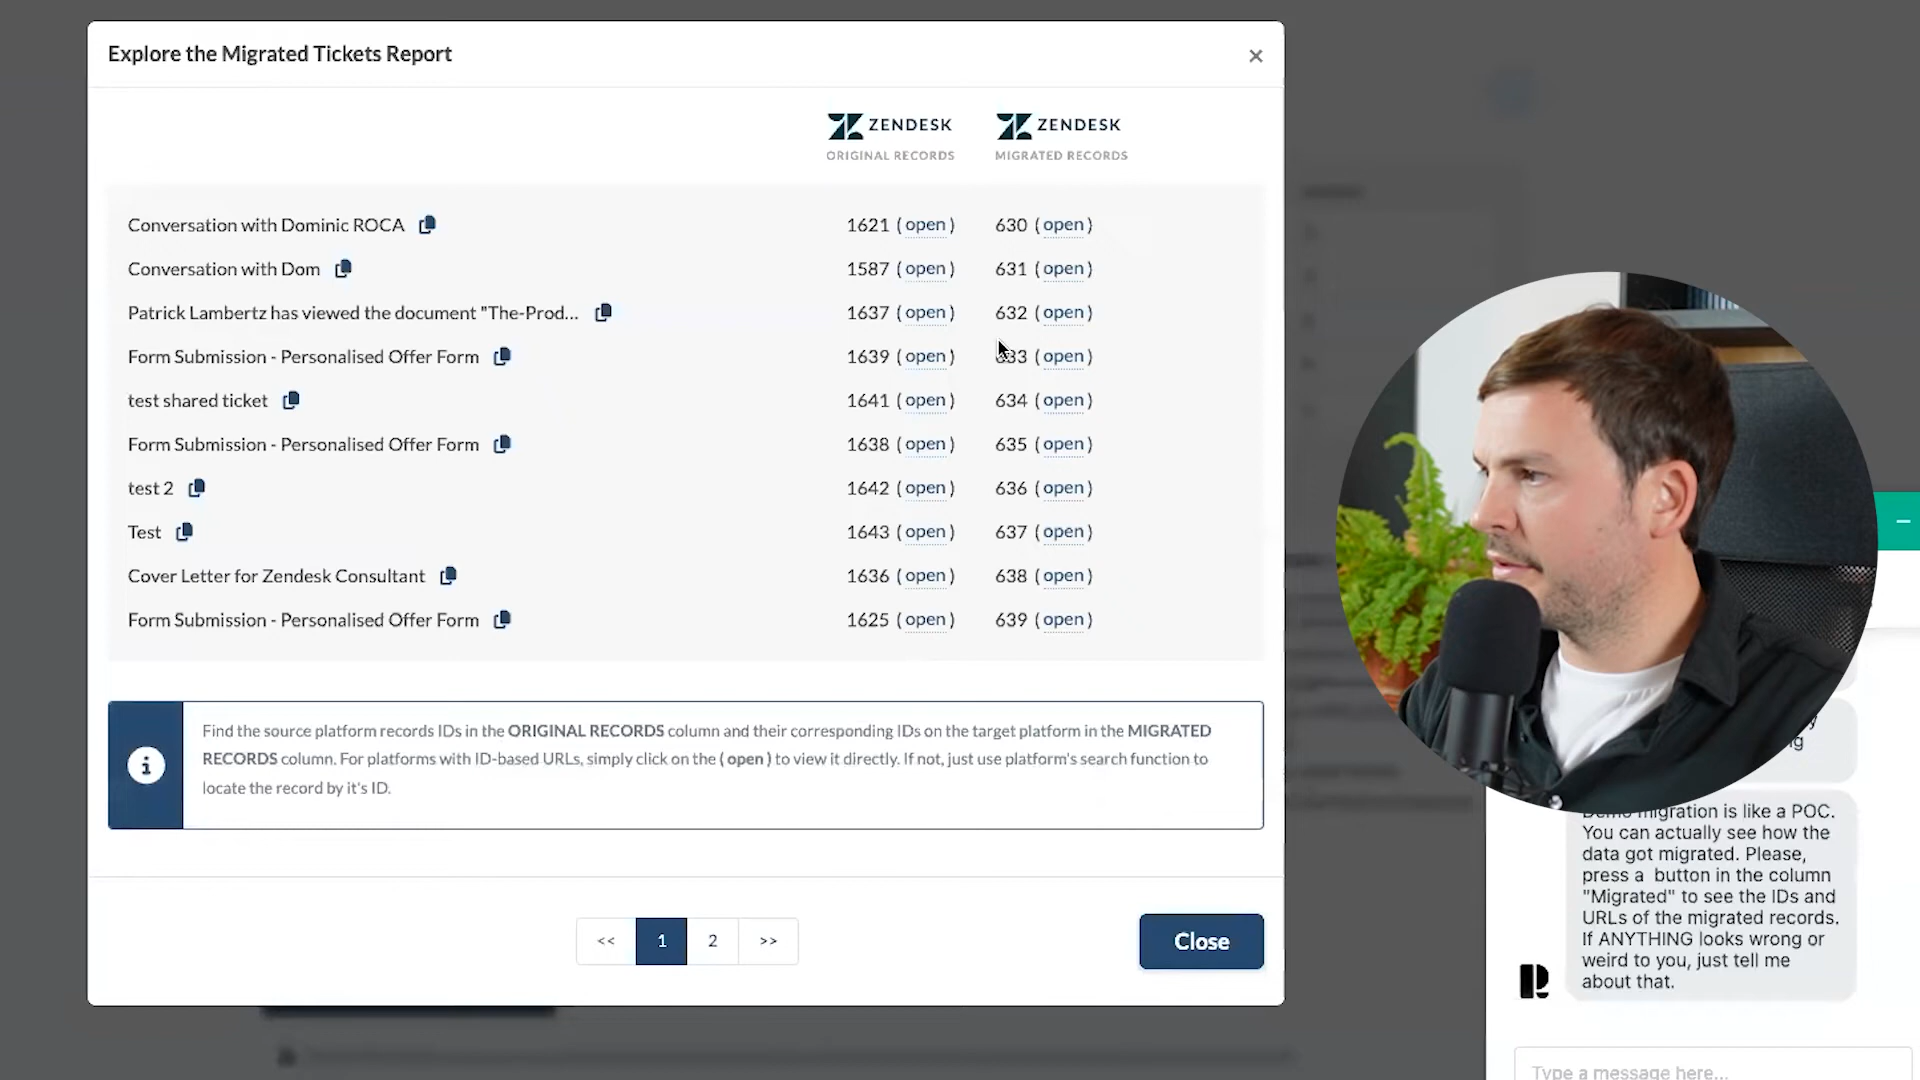 Explore the Migrated Tickets Report
×
ZENDESK ZENDESK
ORIGINAL RECORDS MIGRATED RECORDS
Conversation with Dominic ROCA 1621 (open) 630 (open)
Conversation with Dom 1587 (open) 631 (open)
Patrick Lambertz has viewed the document "The-Prod... 1637 (open) 632 (open)
Form Submission - Personalised Offer Form 1639 (open) 633 (open)
test shared ticket 1641 (open) 634 (open)
Form Submission - Personalised Offer Form 1638 (open) 635 (open)
test 2 1642 (open) 636 (open)
Test 1643 (open) 637 (open)
Cover Letter for Zendesk Consultant 1636 (open) 638 (open)
Form Submission - Personalised Offer Form 1625 (open) 639 (open)
Find the source platform records IDs in the ORIGINAL RECORDS column and their corresponding IDs on the target platform in the MIGRATED
RECORDS column. For platforms with ID-based URLs, simply click on the ( open ) to view it directly. If not, just use platform's search function to
locate the record by it's ID.
<< 1 2 >>
Close
Demo migration is like a POC.
You can actually see how the
data got migrated. Please,
press a button in the column
"Migrated" to see the IDs and
URLs of the migrated records.
If ANYTHING looks wrong or
weird to you, just tell me
about that.
Type a message here...